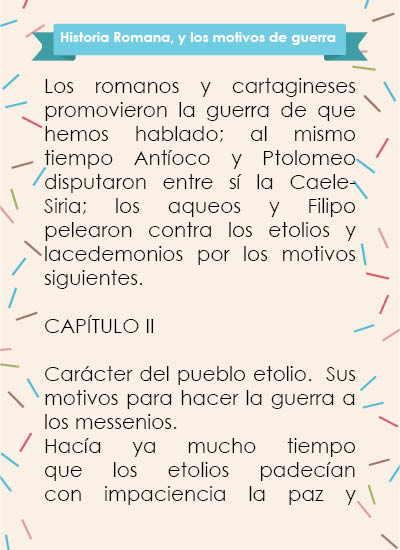 Historia Romana, y los motivos de guerra
Los romanos y cartagineses
promovieron la guerra de que
hemos hablado; al mismo
tiempo Antíoco y Ptolomeo
disputaron entre sí la Caele-
Siria; los aqueos y Filipo
pelearon contra los etolios y
lacedemonios por los motivos
siguientes.
CAPÍTULO II
Carácter del pueblo etolio. Sus
motivos para hacer la guerra a
los messenios.
Hacía ya mucho tiempo
que los etolios padecían
con impaciencia la paz y